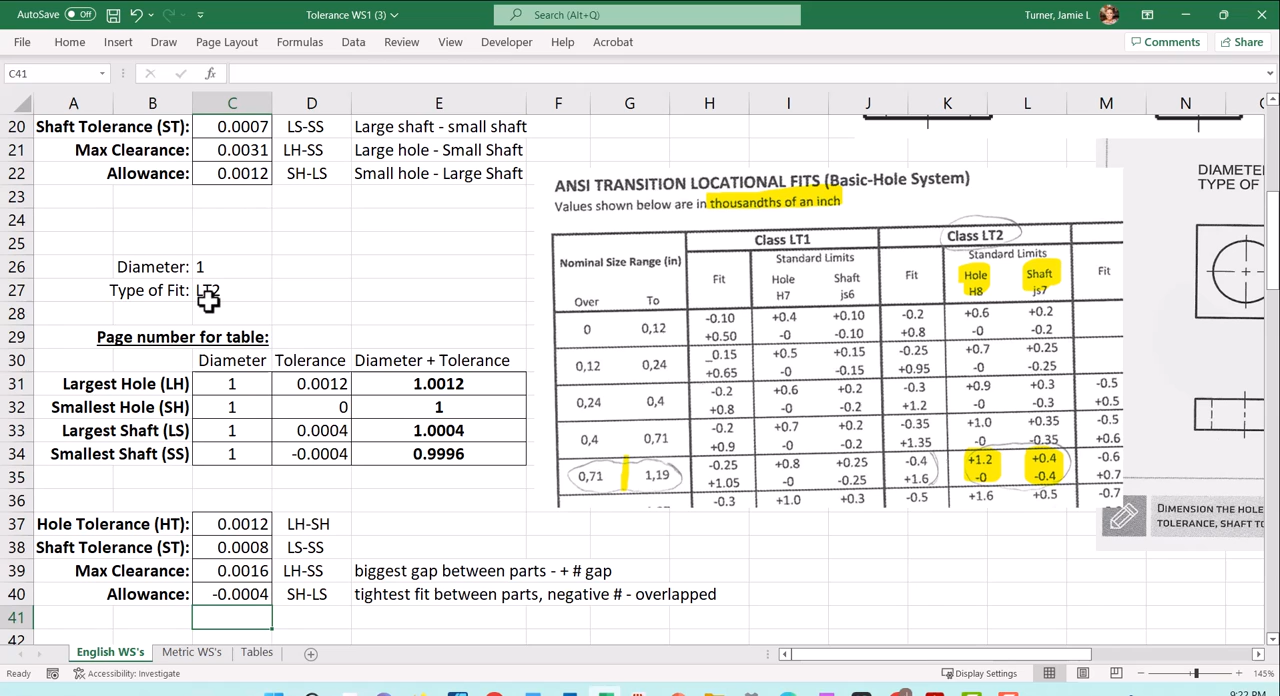 AutoSave Off Tolerance WS1 (3) Search (Alt+Q) Turner, Jamie L
File Home Insert Draw Page Layout Formulas Data Review View Developer Help Acrobat Comments Share
C41 fx
A B C D E F G H I J K L M N
20 Shaft Tolerance (ST): 0.0007 LS-SS Large shaft - small shaft
21 Max Clearance: 0.0031 LH-SS Large hole - Small Shaft
22 Allowance: 0.0012 SH-LS Small hole - Large Shaft
23
24
25
26 Diameter: 1
27 Type of Fit: LT2
28
29 Page number for table:
30 Diameter Tolerance Diameter + Tolerance
31 Largest Hole (LH) 1 0.0012 1.0012
32 Smallest Hole (SH) 1 0 1
33 Largest Shaft (LS) 1 0.0004 1.0004
34 Smallest Shaft (SS) 1 -0.0004 0.9996
35
36
37 Hole Tolerance (HT): 0.0012 LH-SH
38 Shaft Tolerance (ST): 0.0008 LS-SS
39 Max Clearance: 0.0016 LH-SS biggest gap between parts - + # gap
40 Allowance: -0.0004 SH-LS tightest fit between parts, negative # - overlapped
41
42
ANSI TRANSITION LOCATIONAL FITS (Basic-Hole System)
Values shown below are in thousandths of an inch
Class LT1 Class LT2
Nominal Size Range (in) Fit Standard Limits Fit Standard Limits Fit
Hole Shaft Hole Shaft
Over To H7 js6 H8 js7
0 0,12 -0.10 +0.4 +0.10 -0.2 +0.6 +0.2
+0.50 -0 -0.10 +0.8 -0 -0.2
0,12 0,24 -0.15 +0.5 +0.15 -0.25 +0.7 +0.25
+0.65 -0 -0.15 +0.95 -0 -0.25
0,24 0,4 -0.2 +0.6 +0.2 -0.3 +0.9 +0.3 -0.5
+0.8 -0 -0.2 +1.2 -0 -0.3 +0.5
0,4 0,71 -0.2 +0.7 +0.2 -0.35 +1.0 +0.35 -0.5
+0.9 -0 -0.2 +1.35 -0 -0.35 +0.6
0,71 1,19 -0.25 +0.8 +0.25 -0.4 +1.2 +0.4 -0.6
+1.05 -0 -0.25 +1.6 -0 -0.4 +0.7
-0.3 +1.0 +0.3 -0.5 +1.6 +0.5 -0.7
DIAMETE
TYPE OF
DIMENSION THE HOLE
TOLERANCE, SHAFT TO
English WS's Metric WS's Tables
Ready Accessibility: Investigate Display Settings 145%